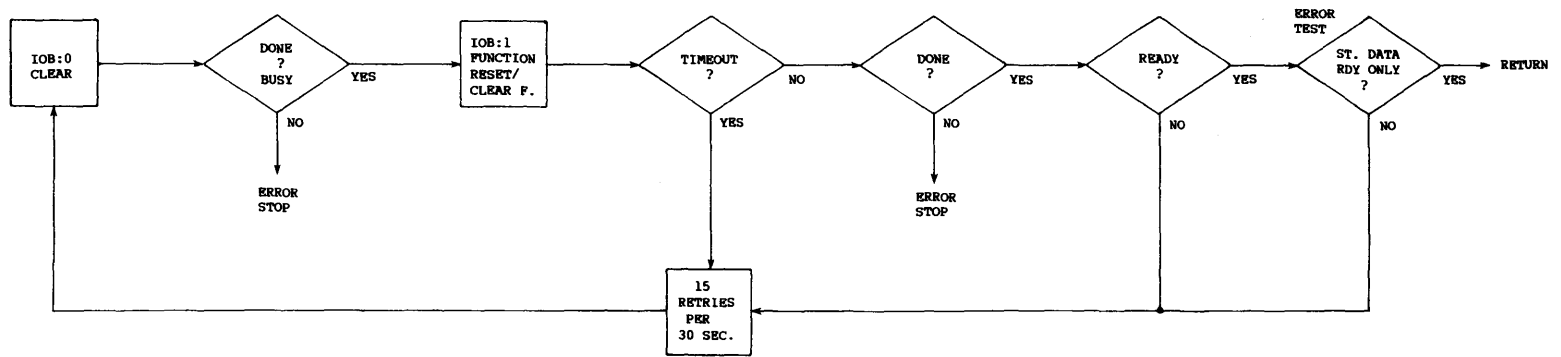 IOB:0
CLEAR
DONE
?
BUSY
YES
NO
ERROR
STOP
IOB:1
FUNCTION
RESET/
CLEAR F.
TIMEOUT
?
NO
YES
DONE
?
YES
NO
ERROR
STOP
READY
?
YES
NO
ERROR
TEST
ST. DATA
RDY ONLY
?
YES
NO
RETURN
15
RETRIES
PER
30 SEC.